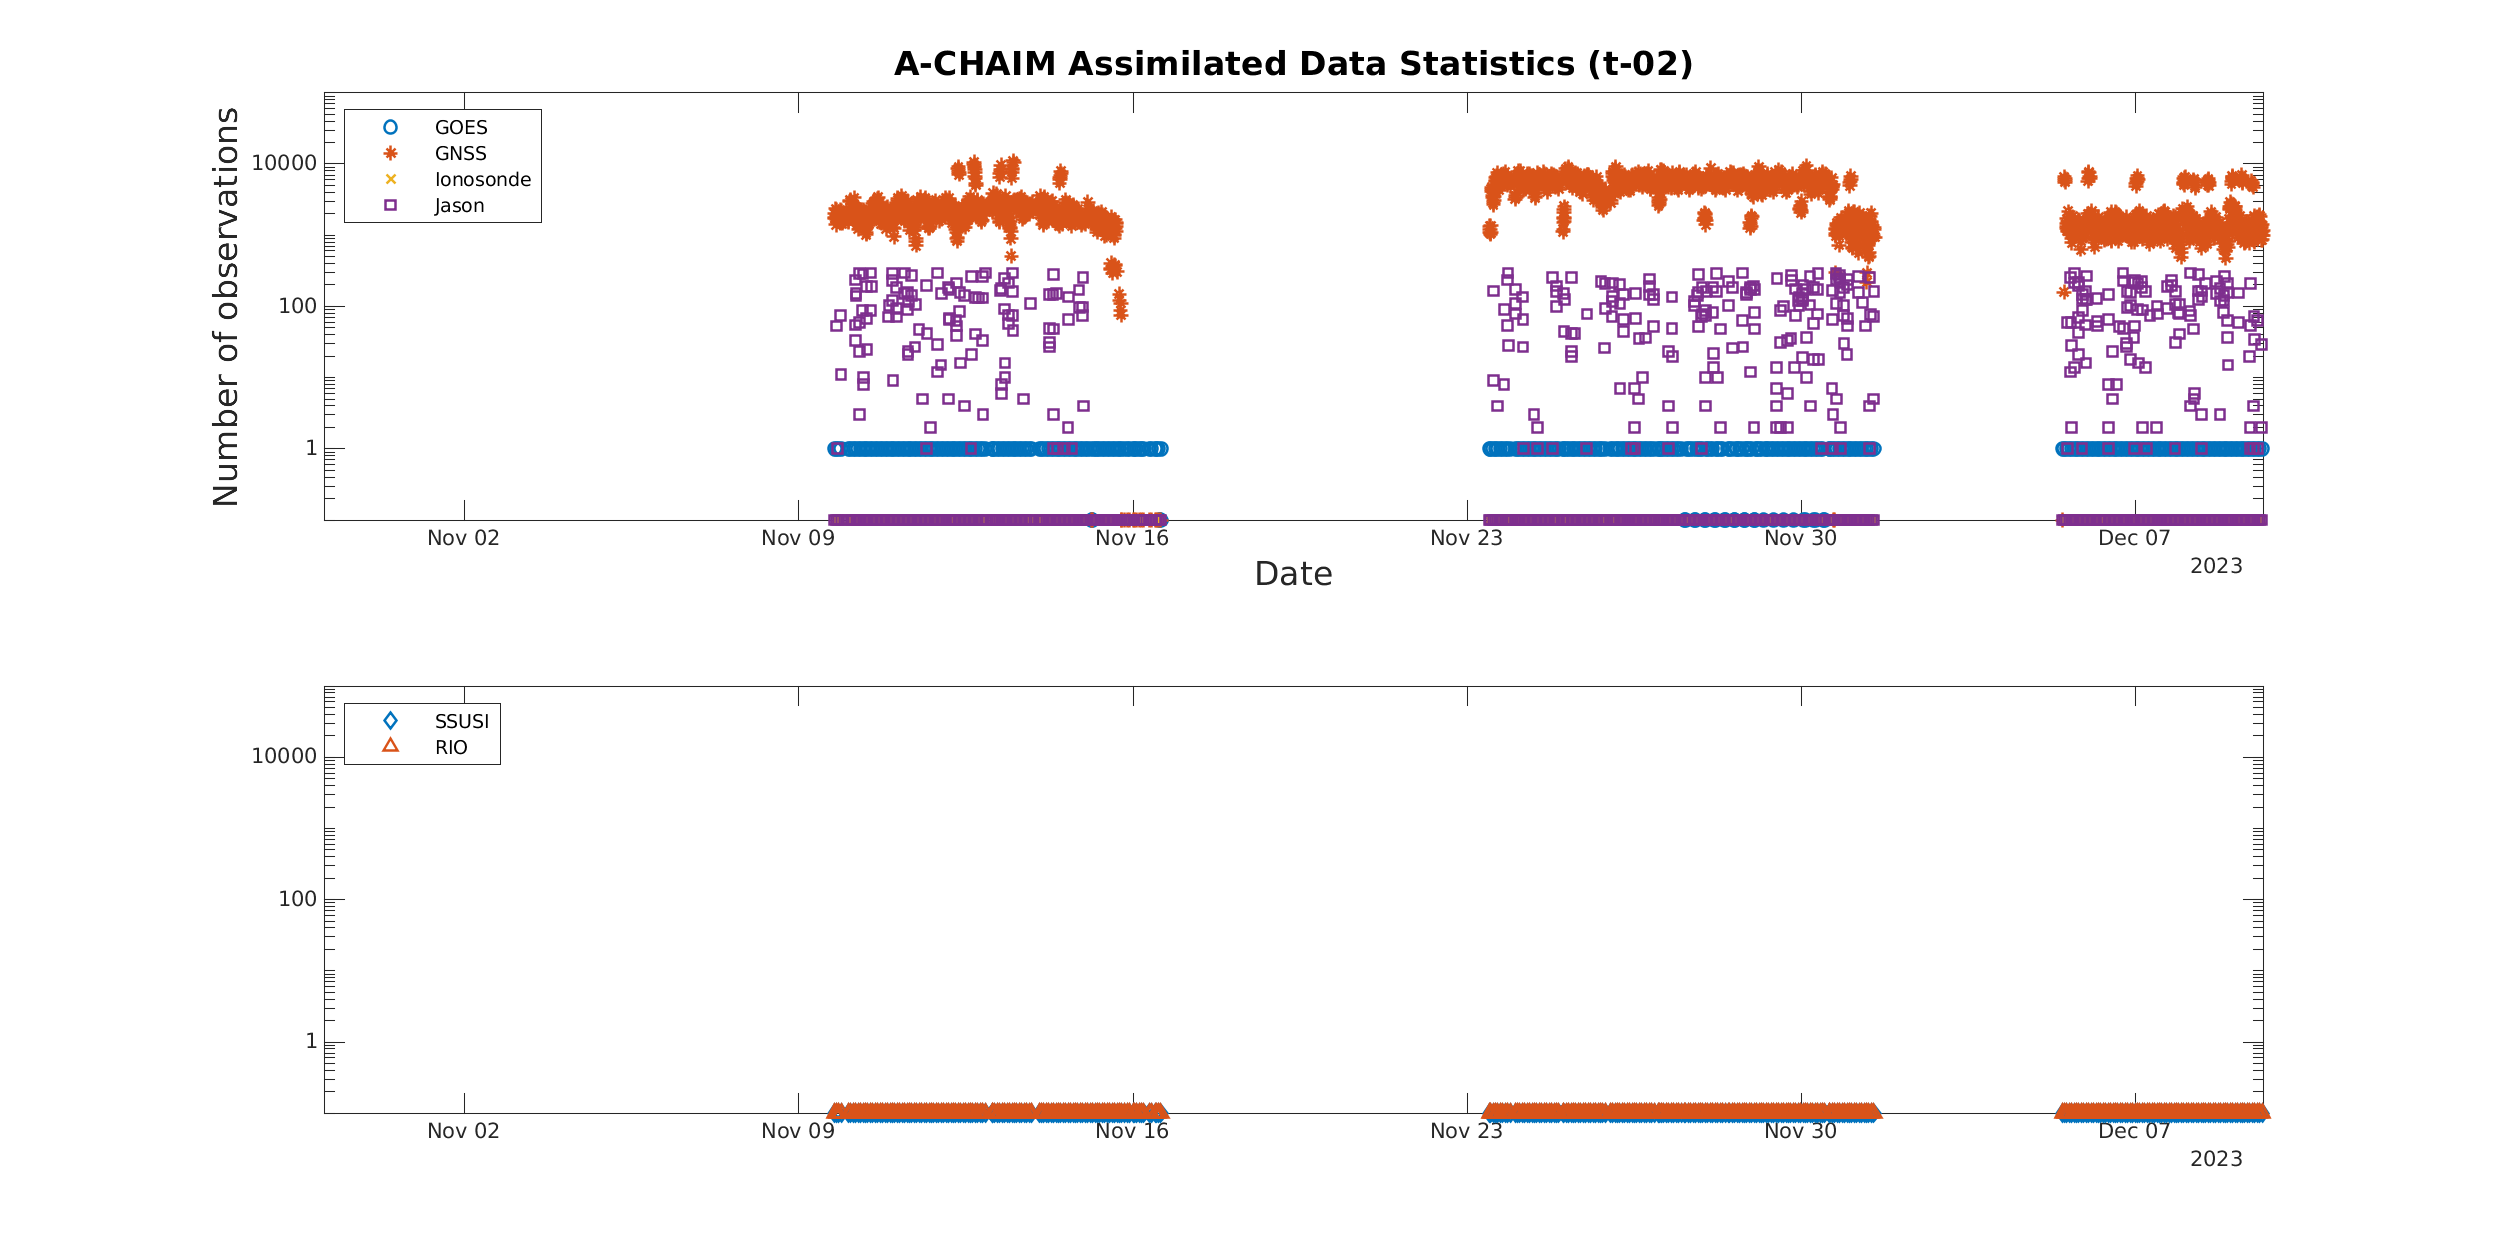 A-CHAIM Assimilated Data Statistics (t-02)
Number of observations
10000
100
1
GOES
GNSS
Ionosonde
Jason
Nov 02 Nov 09 Nov 16 Nov 23 Nov 30 Dec 07
Date
2023
10000
100
1
SSUSI
RIO
Nov 02 Nov 09 Nov 16 Nov 23 Nov 30 Dec 07
2023